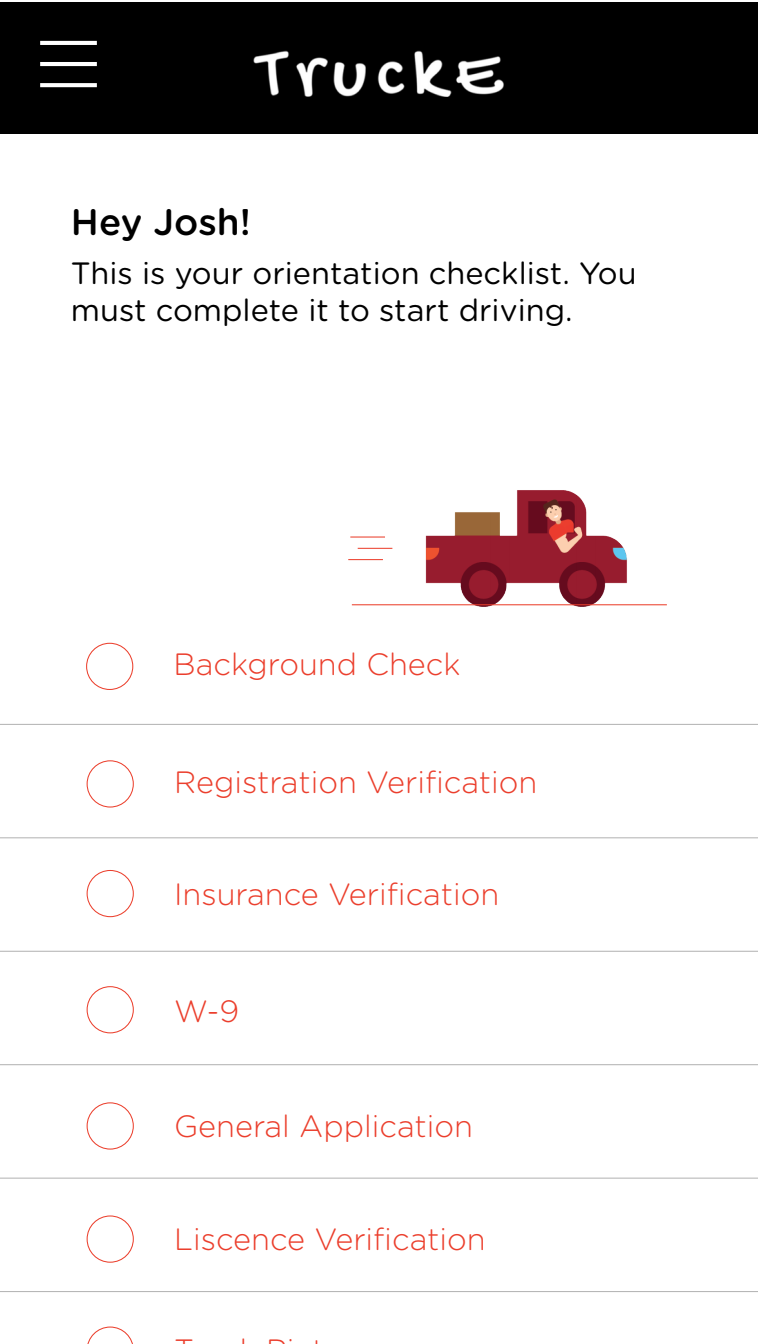 TruckE
Hey Josh!
This is your orientation checklist. You
must complete it to start driving.
Background Check
Registration Verification
Insurance Verification
W-9
General Application
Liscence Verification